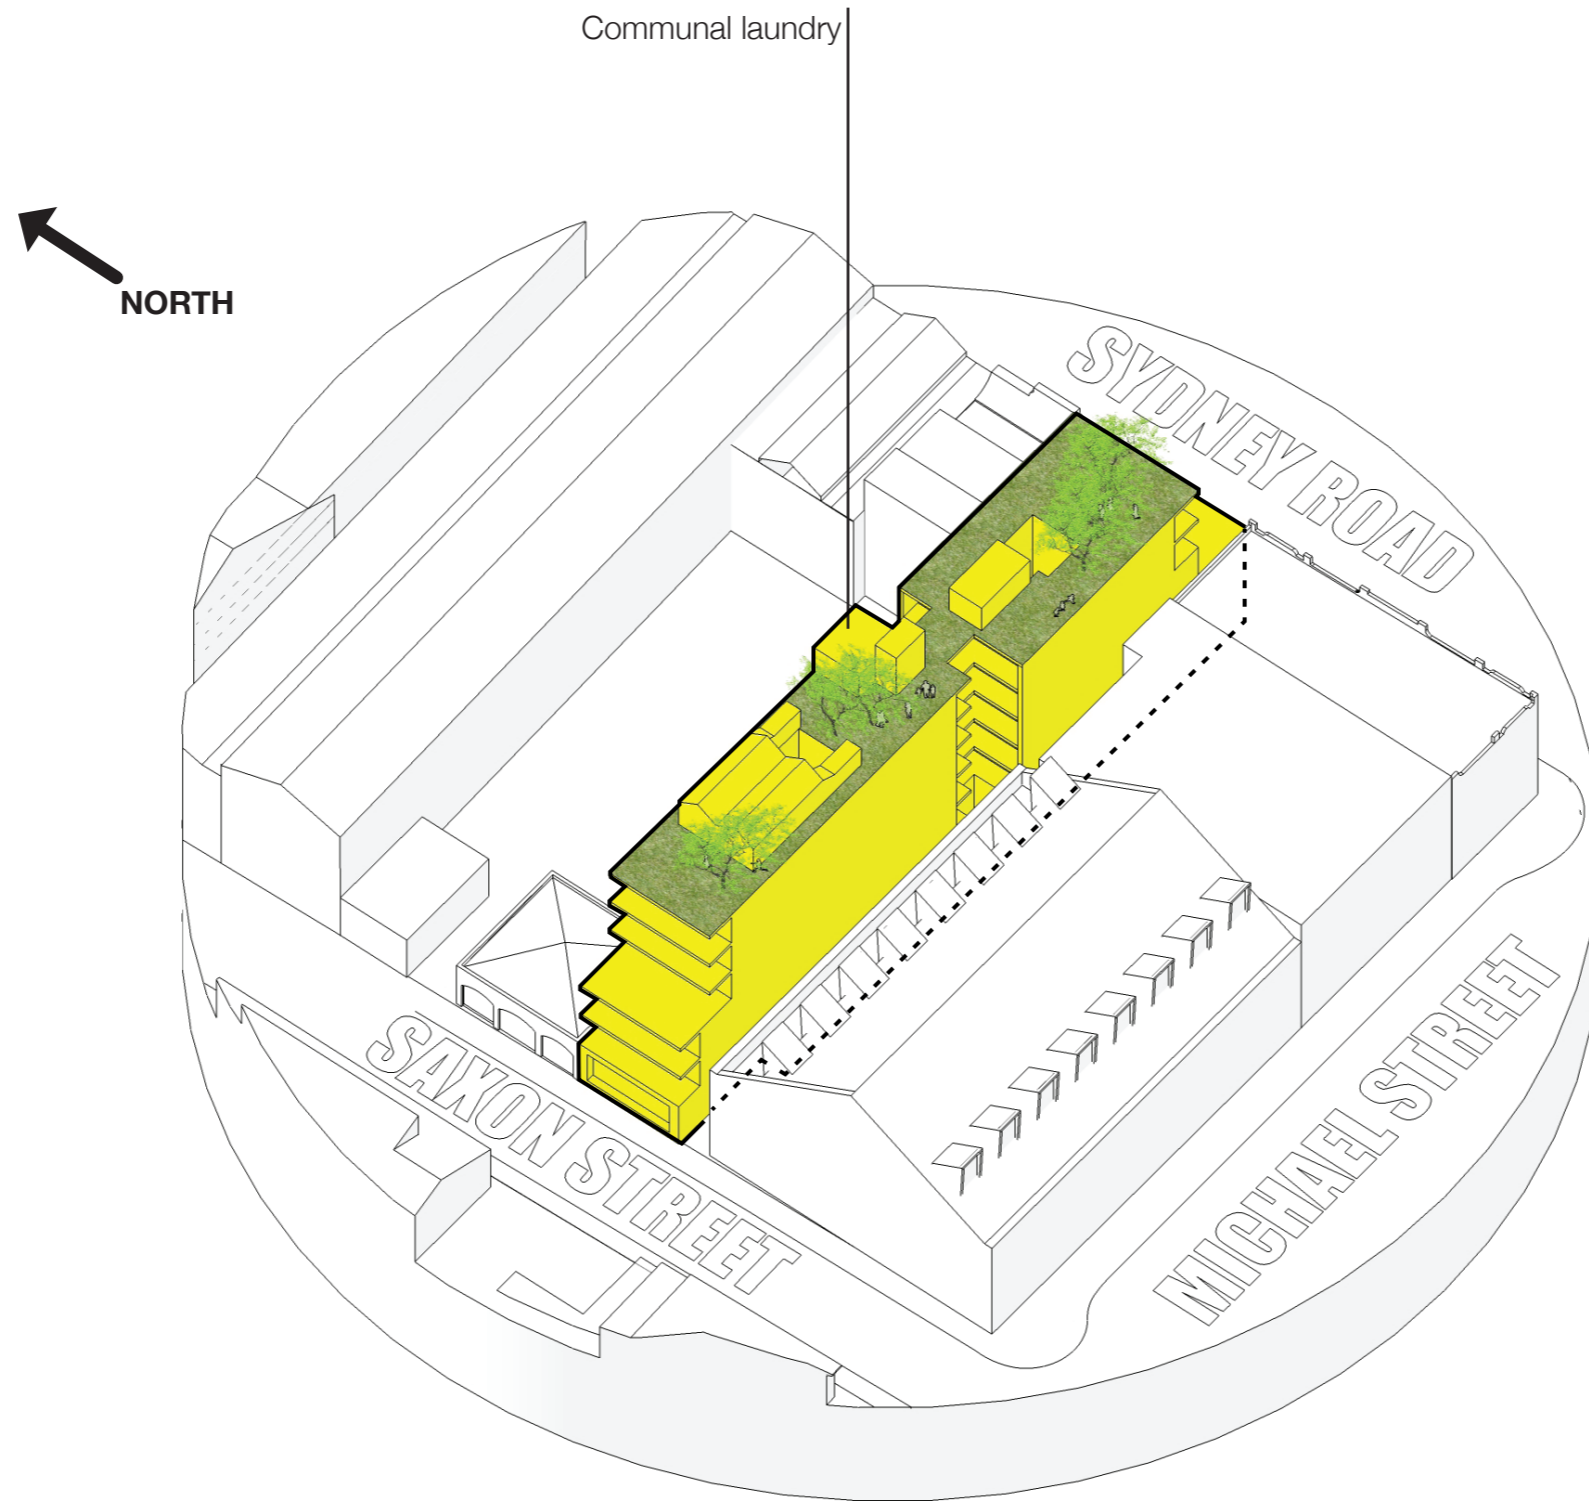 Communal laundry
NORTH
SYDNEY ROAD
SAXON STREET
MICHAEL STREET